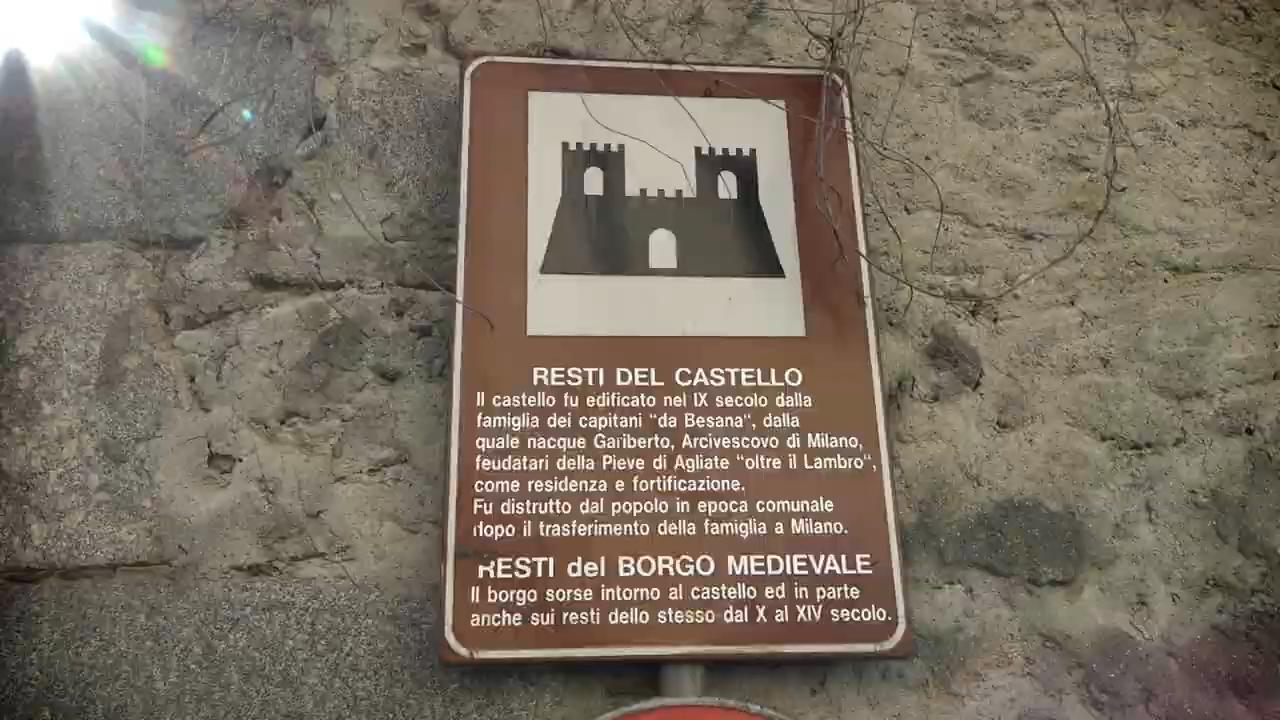 RESTI DEL CASTELLO
Il castello fu edificato nel IX secolo dalla
famiglia dei capitani "da Besana", dalla
quale nacque Gariberto, Arcivescovo di Milano,
feudatari della Pieve di Agliate "oltre il Lambro",
come residenza e fortificazione.
Fu distrutto dal popolo in epoca comunale
dopo il trasferimento della famiglia a Milano.
RESTI del BORGO MEDIEVALE
Il borgo sorse intorno al castello ed in parte
anche sui resti dello stesso dal X al XIV secolo.